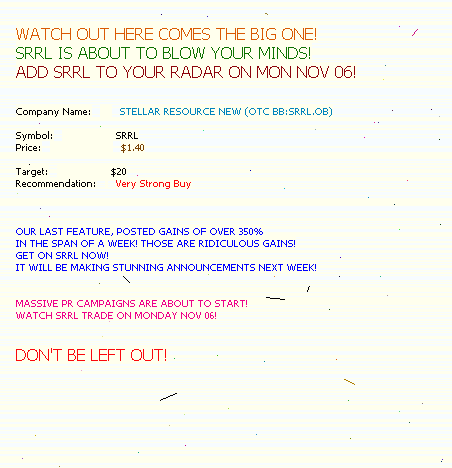 WATCH OUT HERE COMES THE BIG ONE!
SRRL IS ABOUT TO BLOW YOUR MINDS!
ADD SRRL TO YOUR RADAR ON MON NOV 06!
Company Name: STELLAR RESOURCE NEW (OTC BB:SRRL.OB)
Symbol: SRRL
Price: $1.40
Target: $20
Recommendation: Very Strong Buy
OUR LAST FEATURE, POSTED GAINS OF OVER 350%
IN THE SPAN OF A WEEK! THOSE ARE RIDICULOUS GAINS!
GET ON SRRL NOW!
IT WILL BE MAKING STUNNING ANNOUNCEMENTS NEXT WEEK!
MASSIVE PR CAMPAIGNS ARE ABOUT TO START!
WATCH SRRL TRADE ON MONDAY NOV 06!
DON'T BE LEFT OUT!